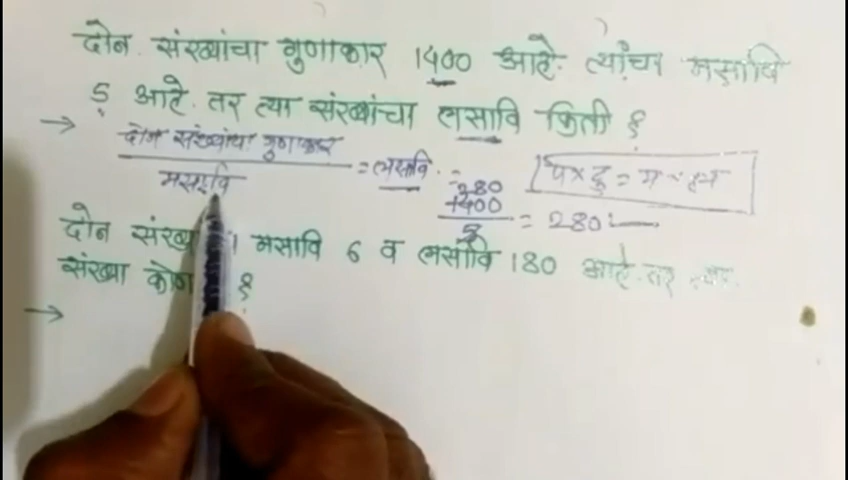 दोन संख्यांचा गुणाकार 1400 आहे. त्यांचा मसावि
5 आहे. तर त्या संख्यांचा लसावि किती ?
→ दोन संख्यांचा गुणाकार
मसावि
= लसावि.
280
1400
5
= 280
प × दु = म × ल
दोन मसावि 6 व लसावि 180 आहे. तर
संख्या ?
→